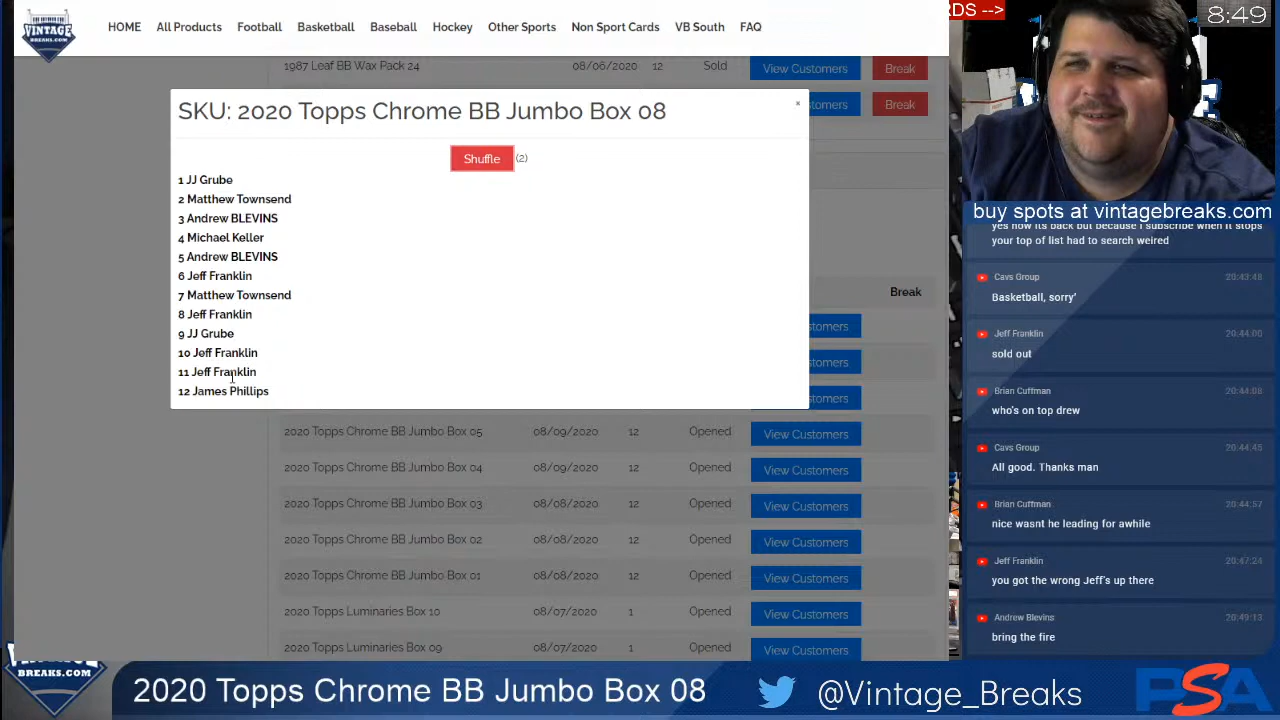 VINTAGE
BREAKS.COM
HOME All Products Football Basketball Baseball Hockey Other Sports Non Sport Cards VB South FAQ
RDS -->
8:49
1987 Leaf BB Wax Pack 24 08/06/2020 12 Sold View Customers Break
SKU: 2020 Topps Chrome BB Jumbo Box 08 ×
Customers Break
Shuffle (2)
1 JJ Grube
2 Matthew Townsend
3 Andrew BLEVINS
4 Michael Keller
5 Andrew BLEVINS
6 Jeff Franklin
7 Matthew Townsend
8 Jeff Franklin
9 JJ Grube
10 Jeff Franklin
11 Jeff Franklin
12 James Phillips
Break
Customers
Customers
Customers
2020 Topps Chrome BB Jumbo Box 05 08/09/2020 12 Opened View Customers
2020 Topps Chrome BB Jumbo Box 04 08/09/2020 12 Opened View Customers
2020 Topps Chrome BB Jumbo Box 03 08/08/2020 12 Opened View Customers
2020 Topps Chrome BB Jumbo Box 02 08/08/2020 12 Opened View Customers
2020 Topps Chrome BB Jumbo Box 01 08/08/2020 12 Opened View Customers
2020 Topps Luminaries Box 10 08/07/2020 1 Opened View Customers
2020 Topps Luminaries Box 09 08/07/2020 1 Opened View Customers
buy spots at vintagebreaks.com
yes now its back but because I subscribe when it stops
your top of list had to search weired
Cavs Group 20:43:48
Basketball, sorry'
Jeff Franklin 20:44:00
sold out
Brian Cuffman 20:44:08
who's on top drew
Cavs Group 20:44:45
All good. Thanks man
Brian Cuffman 20:44:57
nice wasnt he leading for awhile
Jeff Franklin 20:47:24
you got the wrong Jeff's up there
Andrew Blevins 20:49:13
bring the fire
VINTAGE
BREAKS.COM
2020 Topps Chrome BB Jumbo Box 08 @Vintage_Breaks PSA